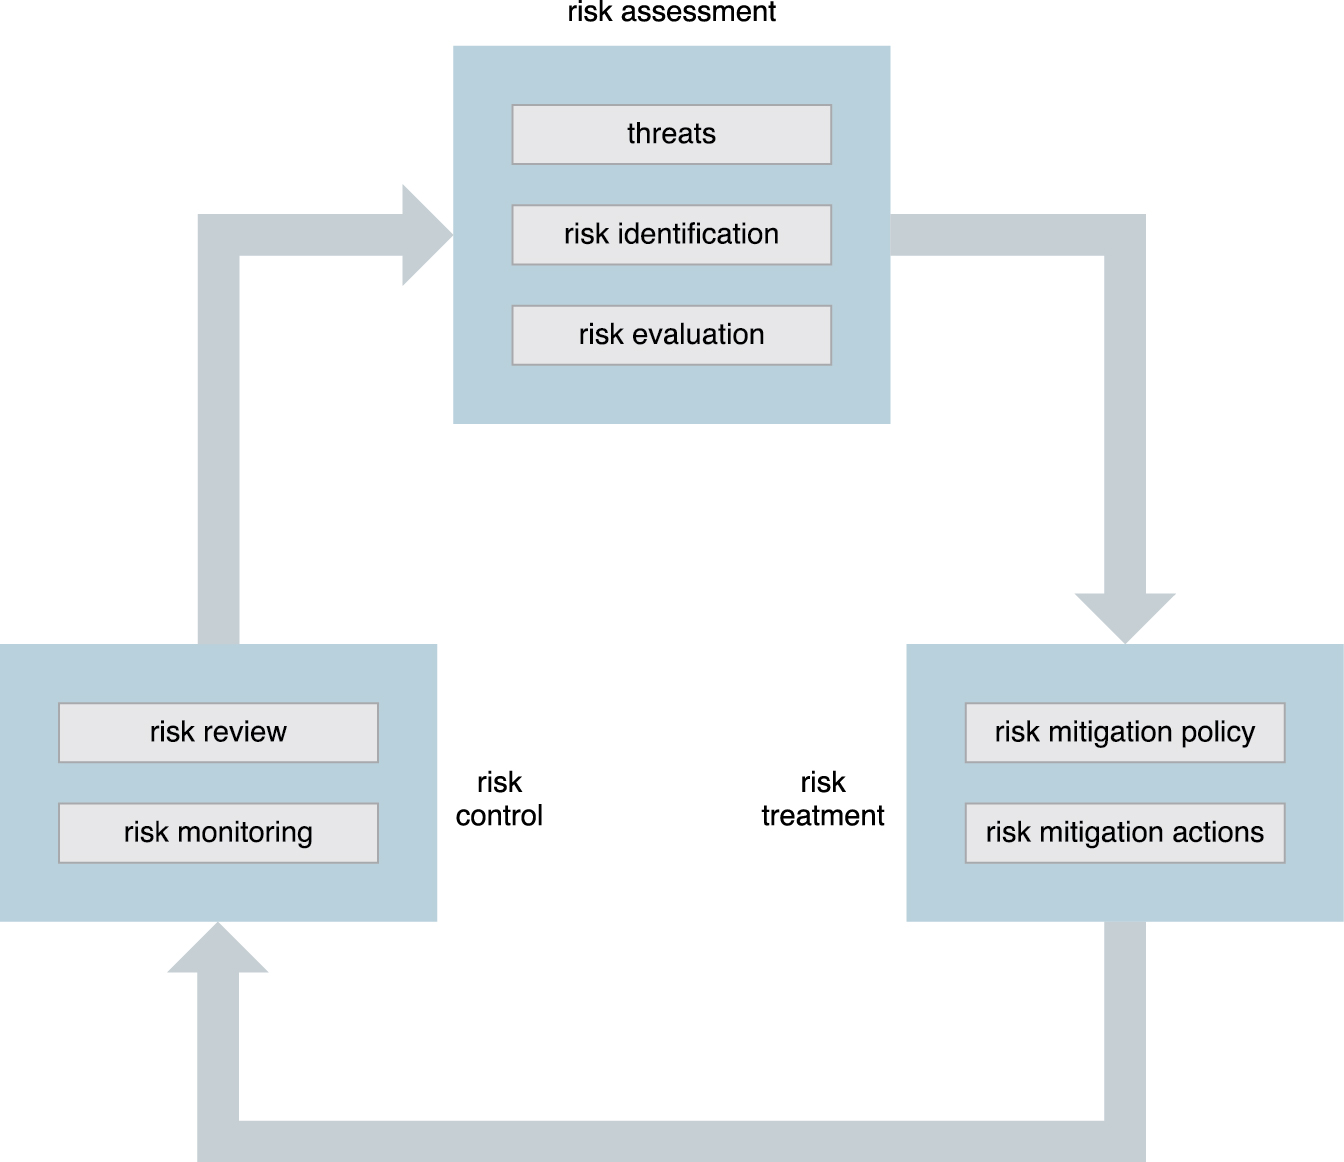 risk assessment
threats
risk identification
risk evaluation
risk review
risk monitoring
risk
control
risk
treatment
risk mitigation policy
risk mitigation actions